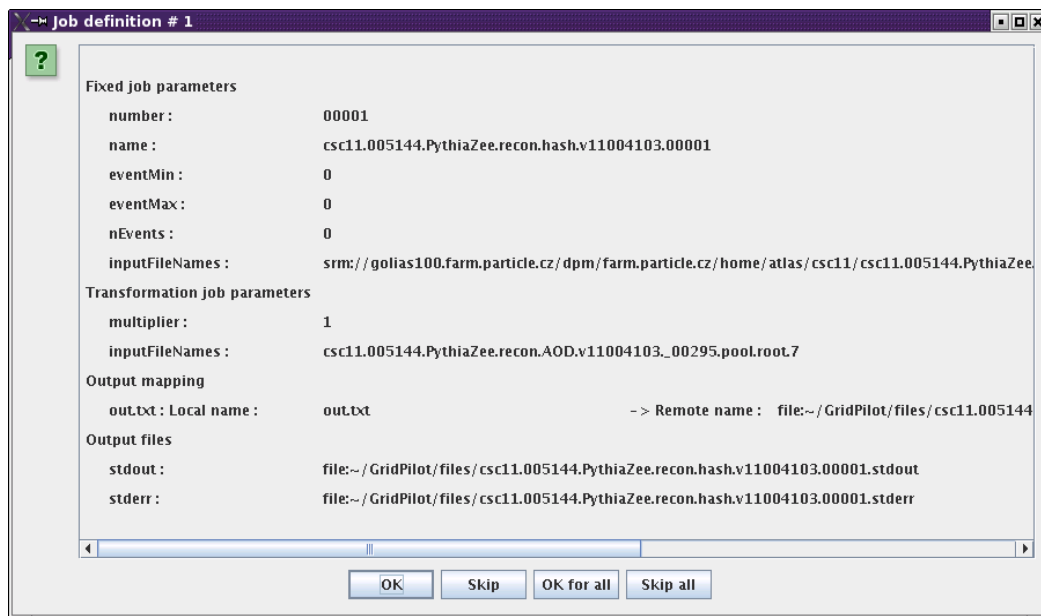 Job definition # 1
?
Fixed job parameters
number : 00001
name : csc11.005144.PythiaZee.recon.hash.v11004103.00001
eventMin : 0
eventMax : 0
nEvents : 0
inputFileNames : srm://golias100.farm.particle.cz/dpm/farm.particle.cz/home/atlas/csc11/csc11.005144.PythiaZee.
Transformation job parameters
multiplier : 1
inputFileNames : csc11.005144.PythiaZee.recon.AOD.v11004103._00295.pool.root.7
Output mapping
out.txt : Local name : out.txt -> Remote name : file:~/GridPilot/files/csc11.005144
Output files
stdout : file:~/GridPilot/files/csc11.005144.PythiaZee.recon.hash.v11004103.00001.stdout
stderr : file:~/GridPilot/files/csc11.005144.PythiaZee.recon.hash.v11004103.00001.stderr
OK Skip OK for all Skip all